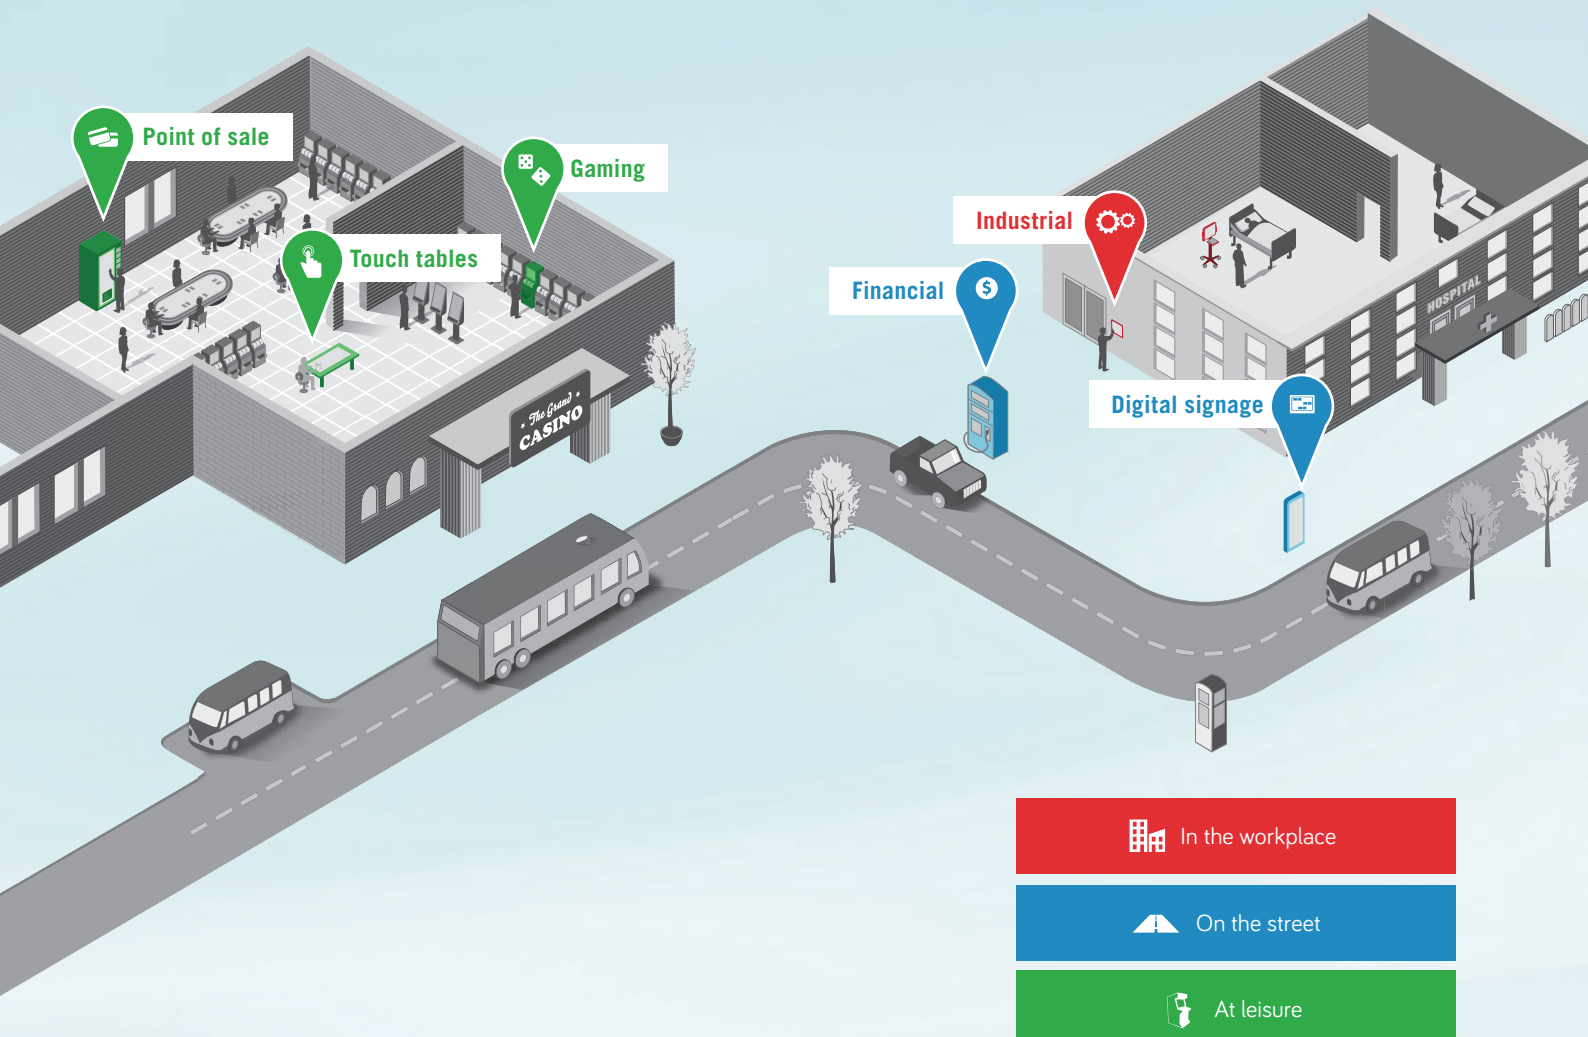 Point of sale
Gaming
Touch tables
Industrial
Financial
Digital signage
HOSPITAL
The Grand
CASINO
In the workplace
On the street
At leisure